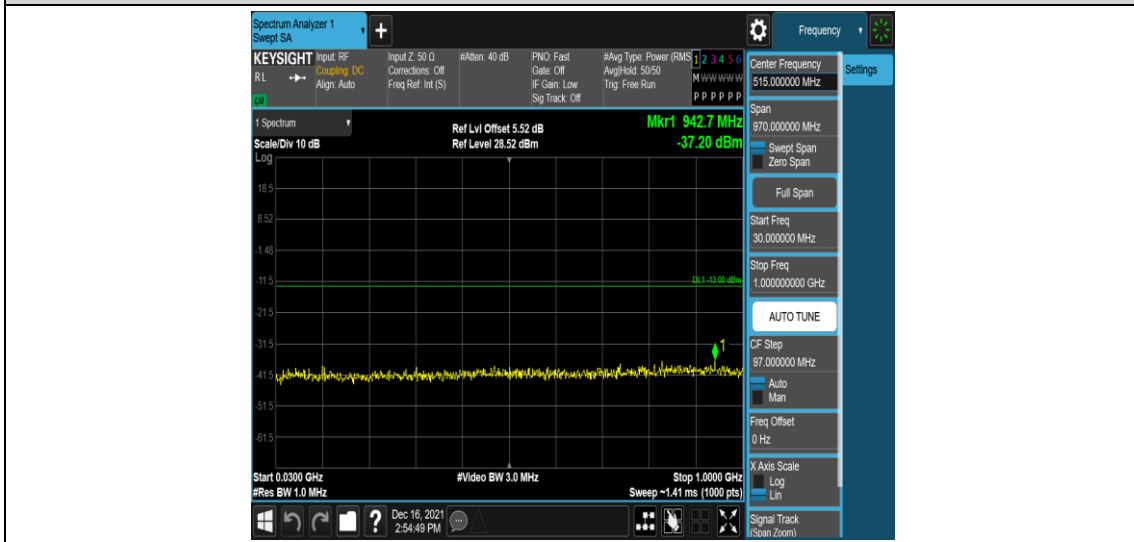 Spectrum Analyzer 1
Swept SA
+
Frequency
KEYSIGHT
RL
LXI
Input: RF
Coupling: DC
Align: Auto
Input Z: 50 Ω
Corrections: Off
Freq Ref: Int (S)
#Atten: 40 dB
PNO: Fast
Gate: Off
IF Gain: Low
Sig Track: Off
#Avg Type: Power (RMS
Avg|Hold: 50/50
Trig: Free Run
1 2 3 4 5 6
M W W W W W
P P P P P P
1 Spectrum
Scale/Div 10 dB
Ref Lvl Offset 5.52 dB
Ref Level 28.52 dBm
Mkr1 942.7 MHz
-37.20 dBm
Log
18.5
8.52
-1.48
-11.5
DL1 -13.00 dBm
-21.5
-31.5
1
-41.5
-51.5
-61.5
Start 0.0300 GHz
#Res BW 1.0 MHz
#Video BW 3.0 MHz
Stop 1.0000 GHz
Sweep ~1.41 ms (1000 pts)
Dec 16, 2021
2:54:49 PM
?
Center Frequency
515.000000 MHz
Settings
Span
970.000000 MHz
Swept Span
Zero Span
Full Span
Start Freq
30.000000 MHz
Stop Freq
1.000000000 GHz
AUTO TUNE
CF Step
97.000000 MHz
Auto
Man
Freq Offset
0 Hz
X Axis Scale
Log
Lin
Signal Track
(Span Zoom)